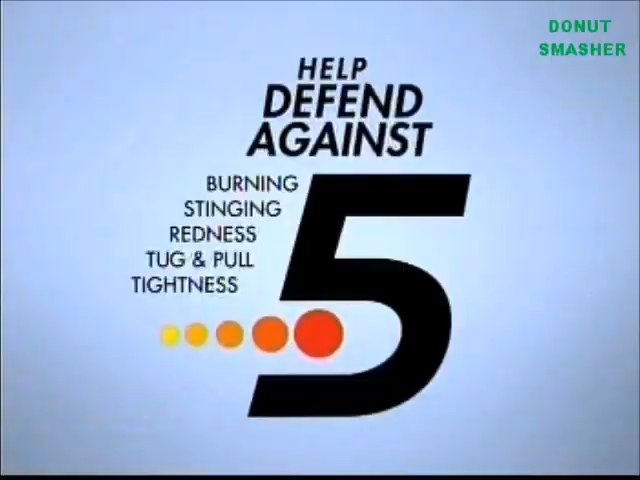 DONUT
SMASHER
HELP
DEFEND
AGAINST
BURNING
STINGING
REDNESS
TUG & PULL
TIGHTNESS
5